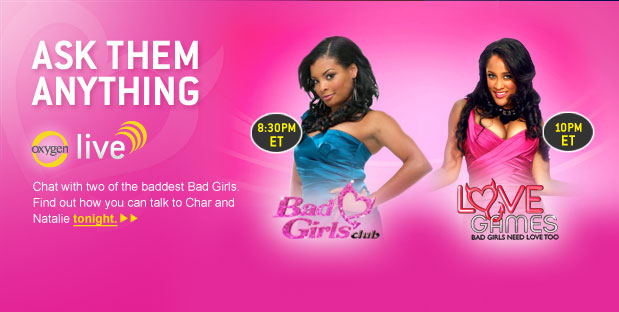 ASK THEM
ANYTHING
oxygen live
Chat with two of the baddest Bad Girls.
Find out how you can talk to Char and
Natalie tonight.
8:30PM
ET
Bad
Girls
club
10PM
ET
LOVE
GAMES
BAD GIRLS NEED LOVE TOO